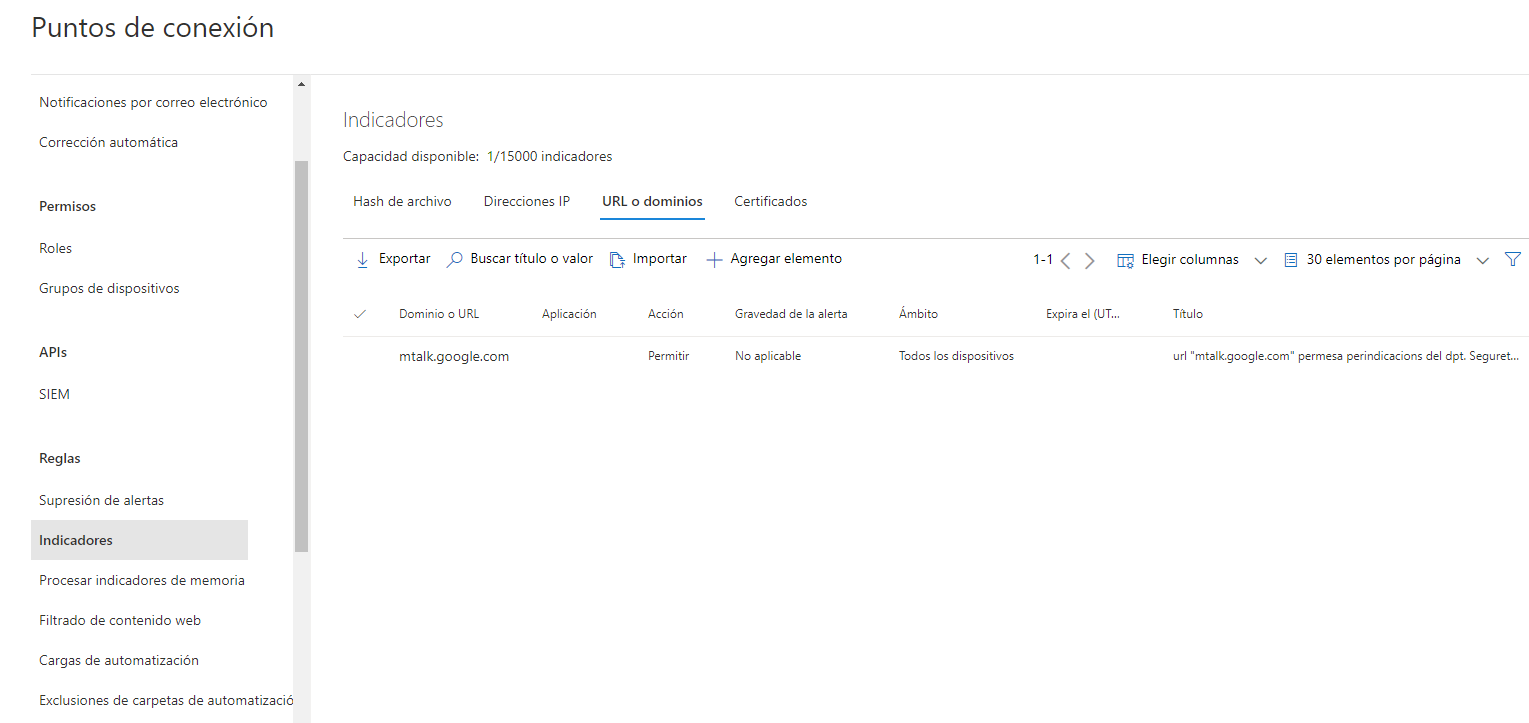 Puntos de conexión
Notificaciones por correo electrónico
Corrección automática
Permisos
Roles
Grupos de dispositivos
APIs
SIEM
Reglas
Supresión de alertas
Indicadores
Procesar indicadores de memoria
Filtrado de contenido web
Cargas de automatización
Exclusiones de carpetas de automatizació
Indicadores
Capacidad disponible: 1/15000 indicadores
Hash de archivo Direcciones IP URL o dominios Certificados
Exportar Buscar título o valor Importar Agregar elemento 1-1 Elegir columnas 30 elementos por página
Dominio o URL Aplicación Acción Gravedad de la alerta Ámbito Expira el (UT... Título
mtalk.google.com Permitir No aplicable Todos los dispositivos url "mtalk.google.com" permesa perindicacions del dpt. Seguret...